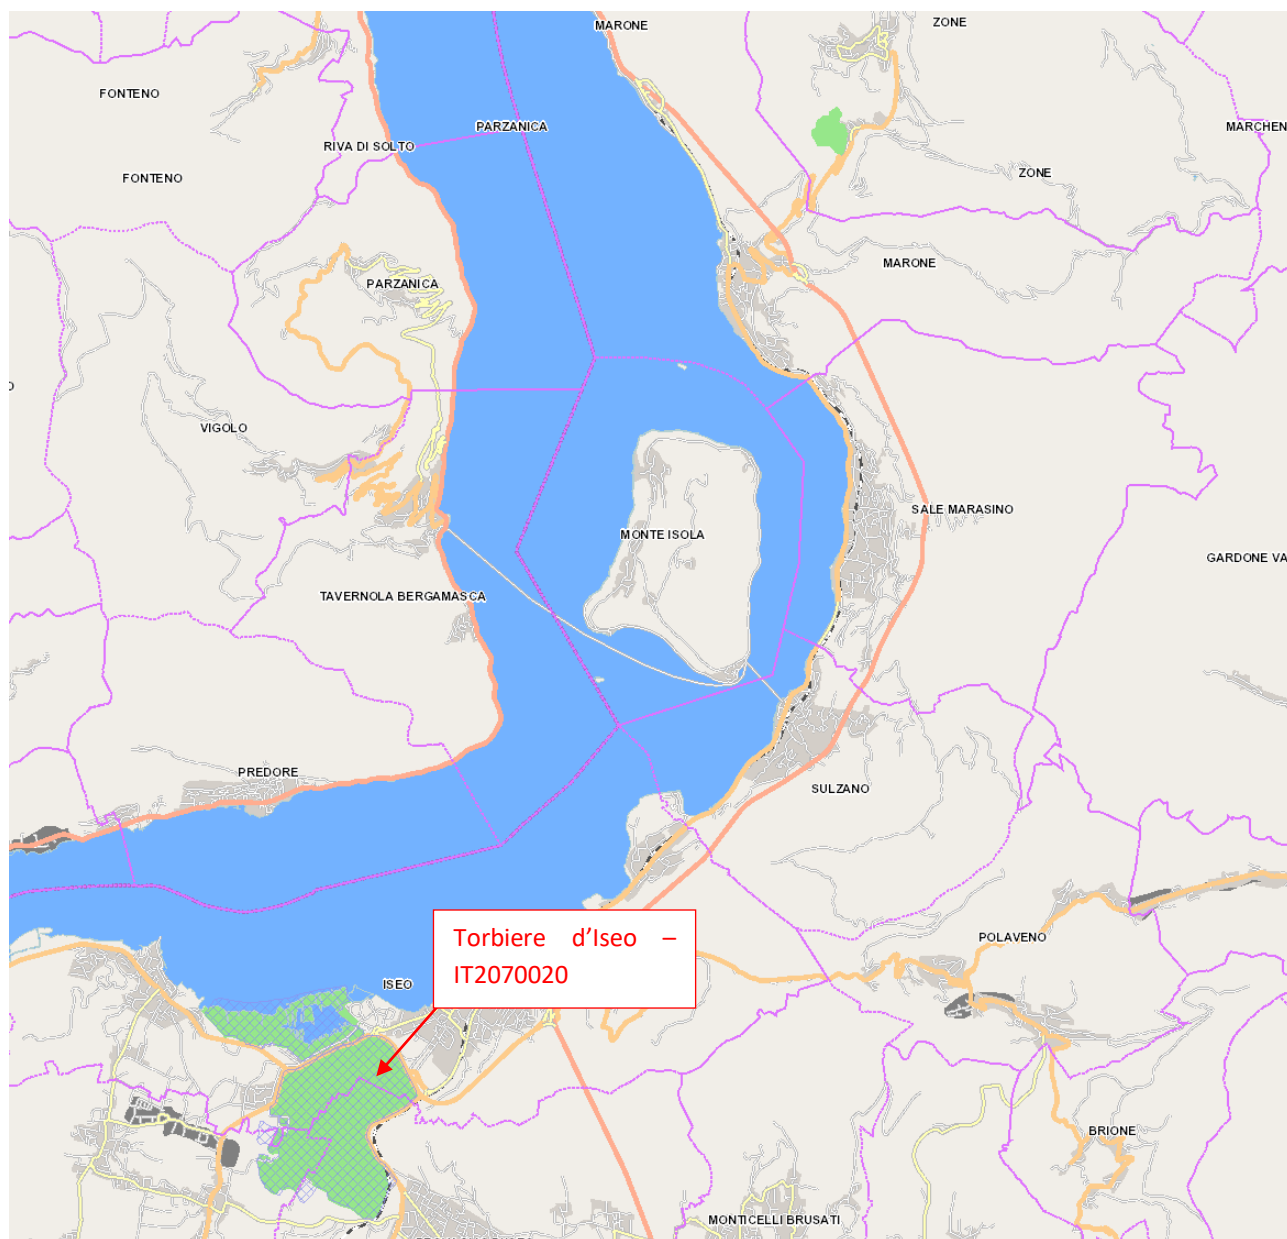 MARONE
ZONE
FONTENO
PARZANICA
MARCHEN
RIVA DI SOLTO
FONTENO
ZONE
MARONE
PARZANICA
VIGOLO
SALE MARASINO
MONTE ISOLA
GARDONE VA
TAVERNOLA BERGAMASCA
PREDORE
SULZANO
Torbiere d'Iseo –
IT2070020
POLAVENO
ISEO
BRIONE
MONTICELLI BRUSATI